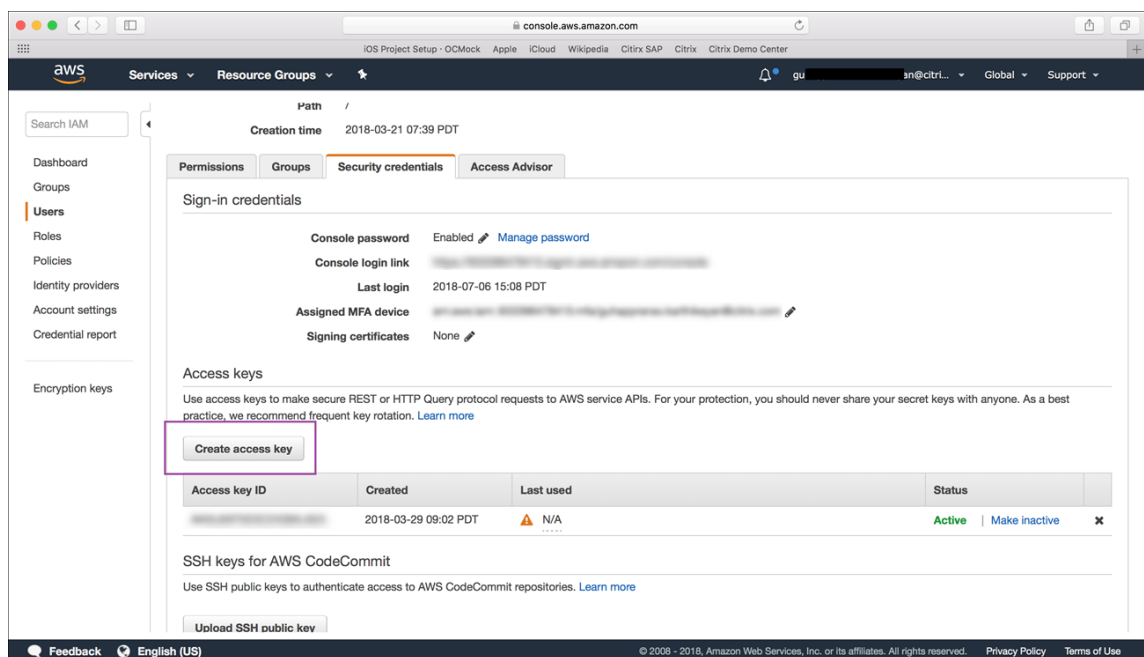 console.aws.amazon.com
iOS Project Setup · OCMock Apple iCloud Wikipedia Citirx SAP Citrix Citrix Demo Center
aws Services Resource Groups gu an@citri... Global Support
Search IAM
Dashboard
Groups
Users
Roles
Policies
Identity providers
Account settings
Credential report
Encryption keys
Path /
Creation time 2018-03-21 07:39 PDT
Permissions Groups Security credentials Access Advisor
Sign-in credentials
Console password Enabled Manage password
Console login link
Last login 2018-07-06 15:08 PDT
Assigned MFA device
Signing certificates None
Access keys
Use access keys to make secure REST or HTTP Query protocol requests to AWS service APIs. For your protection, you should never share your secret keys with anyone. As a best
practice, we recommend frequent key rotation. Learn more
Create access key
Access key ID Created Last used Status
2018-03-29 09:02 PDT N/A Active | Make inactive
SSH keys for AWS CodeCommit
Use SSH public keys to authenticate access to AWS CodeCommit repositories. Learn more
Upload SSH public key
Feedback English (US) © 2008 - 2018, Amazon Web Services, Inc. or its affiliates. All rights reserved. Privacy Policy Terms of Use